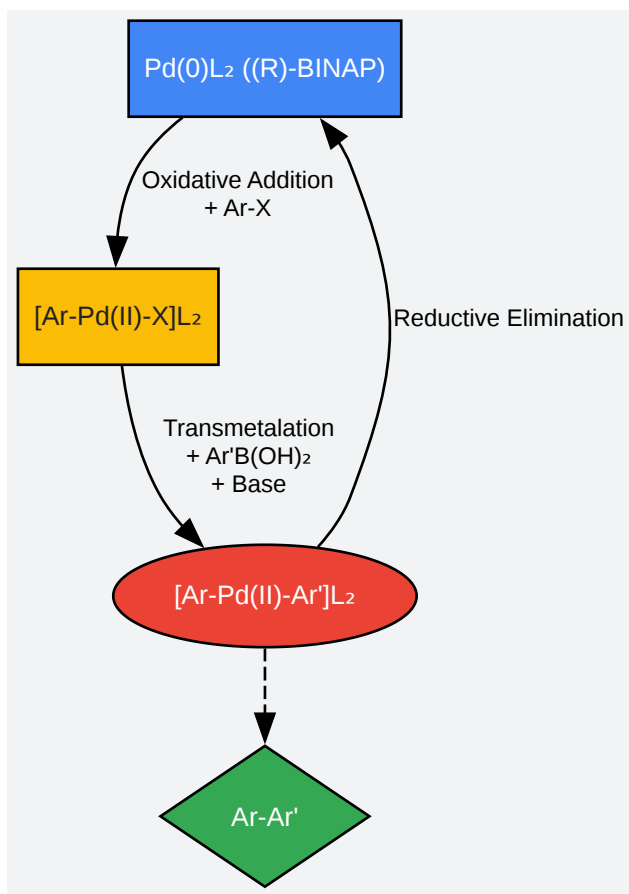 Pd(0)L₂ ((R)-BINAP)
Oxidative Addition
+ Ar-X
[Ar-Pd(II)-X]L₂
Reductive Elimination
Transmetalation
+ Ar'B(OH)₂
+ Base
[Ar-Pd(II)-Ar']L₂
Ar-Ar'